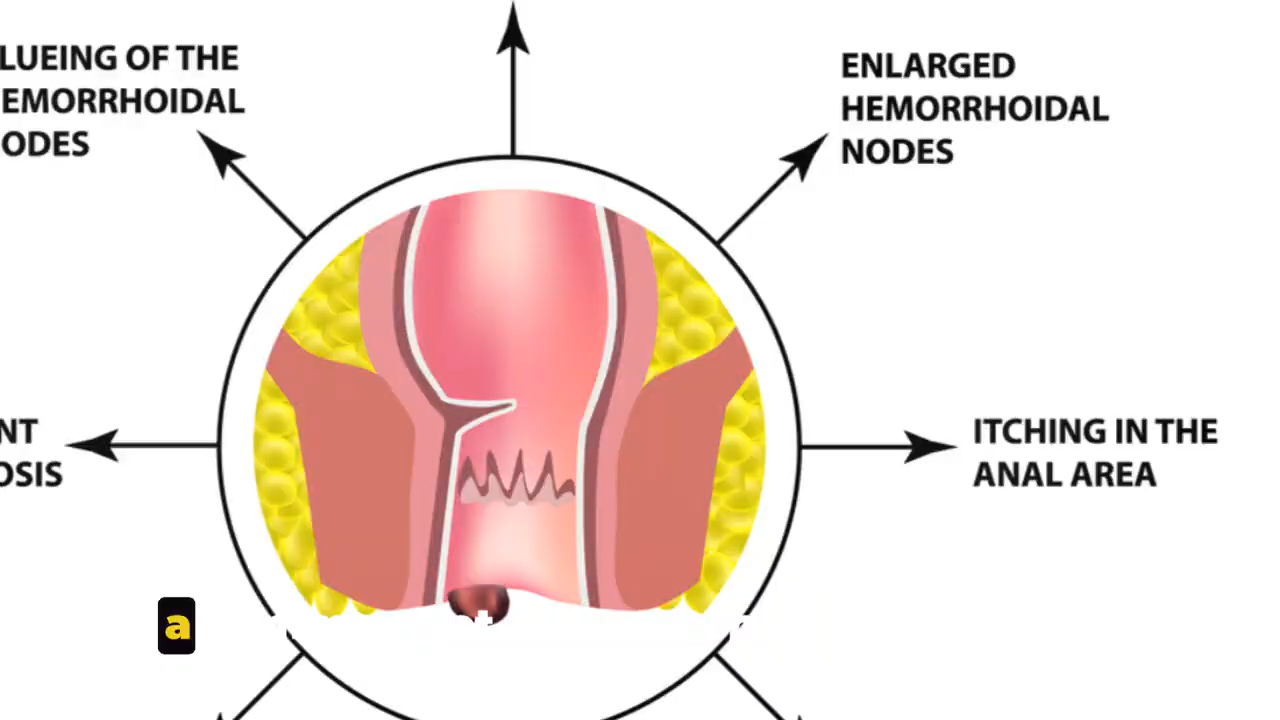 LUEING OF THE
EMORRHOIDAL
ODES
ENLARGED
HEMORRHOIDAL
NODES
NT
OSIS
ITCHING IN THE
ANAL AREA
a